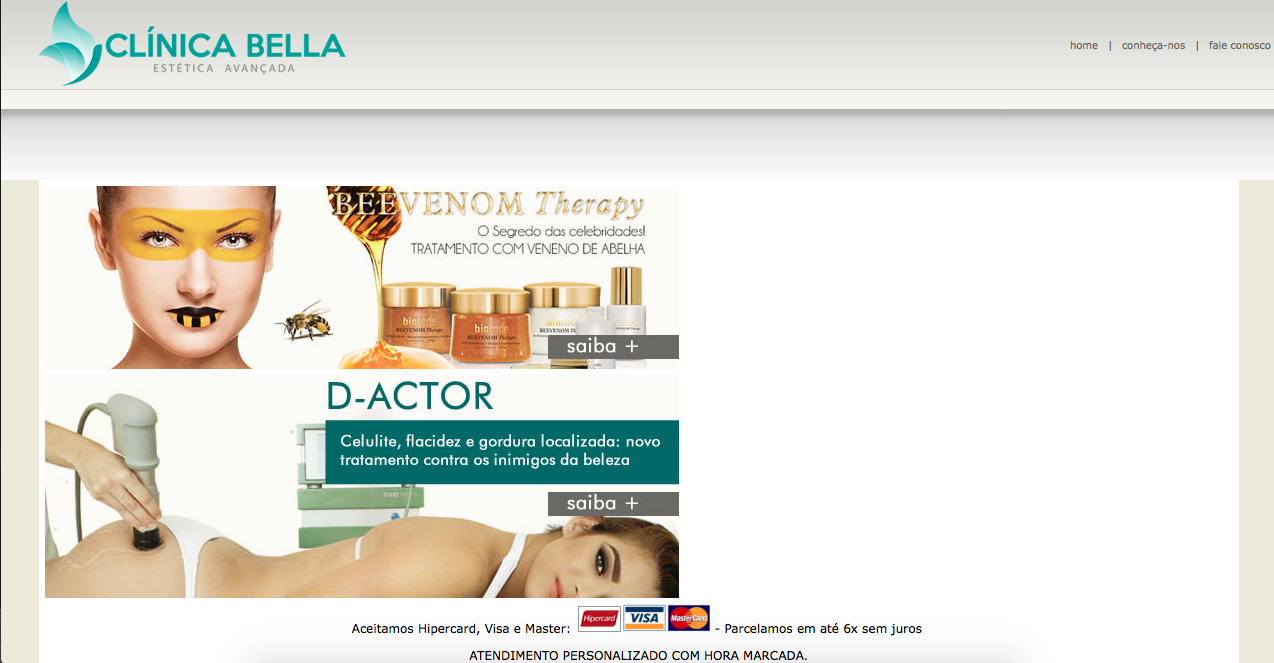 CLÍNICA BELLA
ESTÉTICA AVANÇADA
home | conheça-nos | fale conosco
BEEVENOM Therapy
O Segredo das celebridades!
TRATAMENTO COM VENENO DE ABELHA
biocode
BEEVENOM Therapy
biocode
BEEVENOM Therapy
BEEVENOM Therapy
saiba +
D-ACTOR
Celulite, flacidez e gordura localizada: novo
tratamento contra os inimigos da beleza
saiba +
Aceitamos Hipercard, Visa e Master: Hipercard VISA MasterCard - Parcelamos em até 6x sem juros
ATENDIMENTO PERSONALIZADO COM HORA MARCADA.